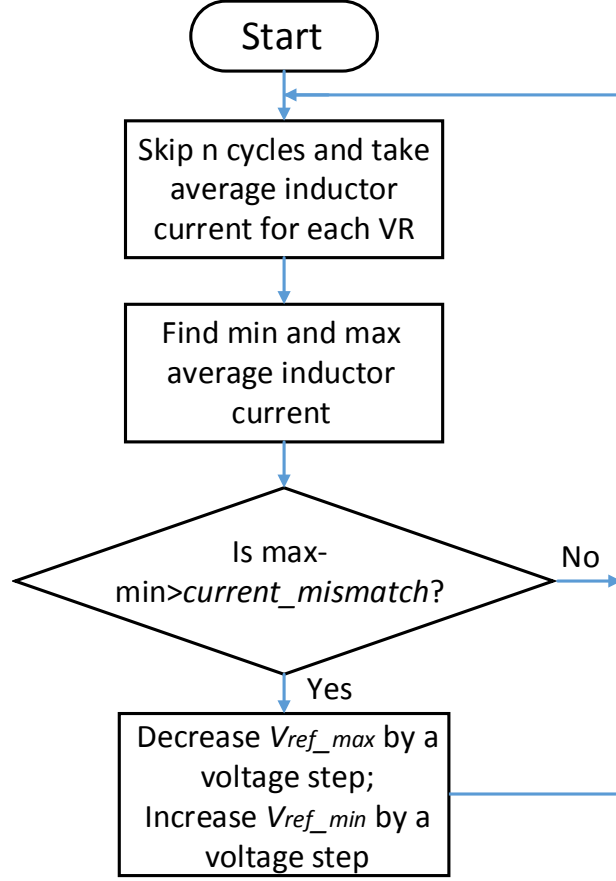 Start
Skip n cycles and take
average inductor
current for each VR
Find min and max
average inductor
current
Is max-
min>current_mismatch?
No
Yes
Decrease Vref_max by a
voltage step;
Increase Vref_min by a
voltage step